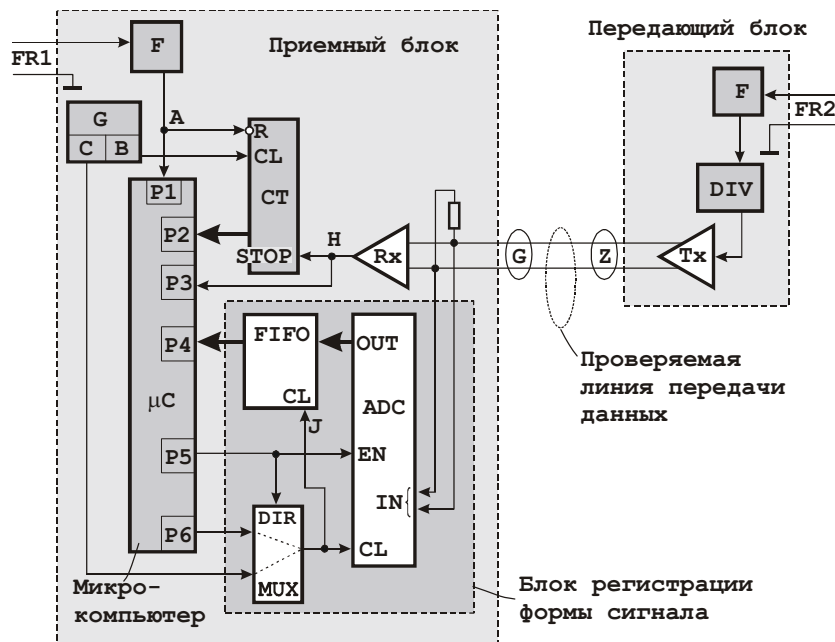 Приемный блок
Передающий блок
F
FR1
A
G
C B
R
CL
CT
STOP
P1
P2
P3
P4
P5
P6
μC
H
Rx
G
Z
Tx
F
FR2
DIV
Проверяемая
линия передачи
данных
FIFO
CL
J
OUT
ADC
EN
IN
CL
DIR
MUX
Микро-
компьютер
Блок регистрации
формы сигнала